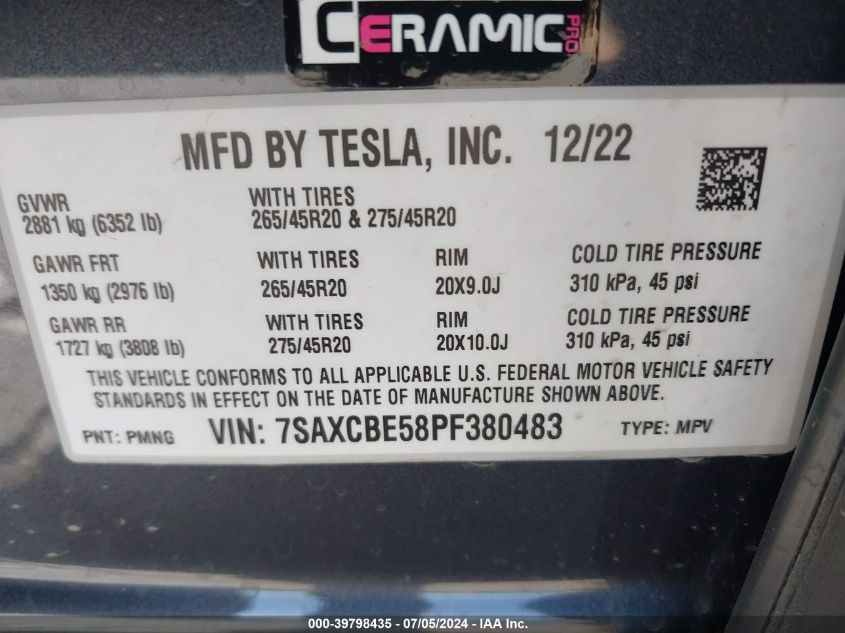 CERAMIC PRO
MFD BY TESLA, INC. 12/22
GVWR WITH TIRES
2881 kg (6352 lb) 265/45R20 & 275/45R20
GAWR FRT WITH TIRES RIM COLD TIRE PRESSURE
1350 kg (2976 lb) 265/45R20 20X9.0J 310 kPa, 45 psi
GAWR RR WITH TIRES RIM COLD TIRE PRESSURE
1727 kg (3808 lb) 275/45R20 20X10.0J 310 kPa, 45 psi
THIS VEHICLE CONFORMS TO ALL APPLICABLE U.S. FEDERAL MOTOR VEHICLE SAFETY
STANDARDS IN EFFECT ON THE DATE OF MANUFACTURE SHOWN ABOVE.
PNT: PMNG VIN: 7SAXCBE58PF380483 TYPE: MPV
000-39798435 - 07/05/2024 - IAA Inc.